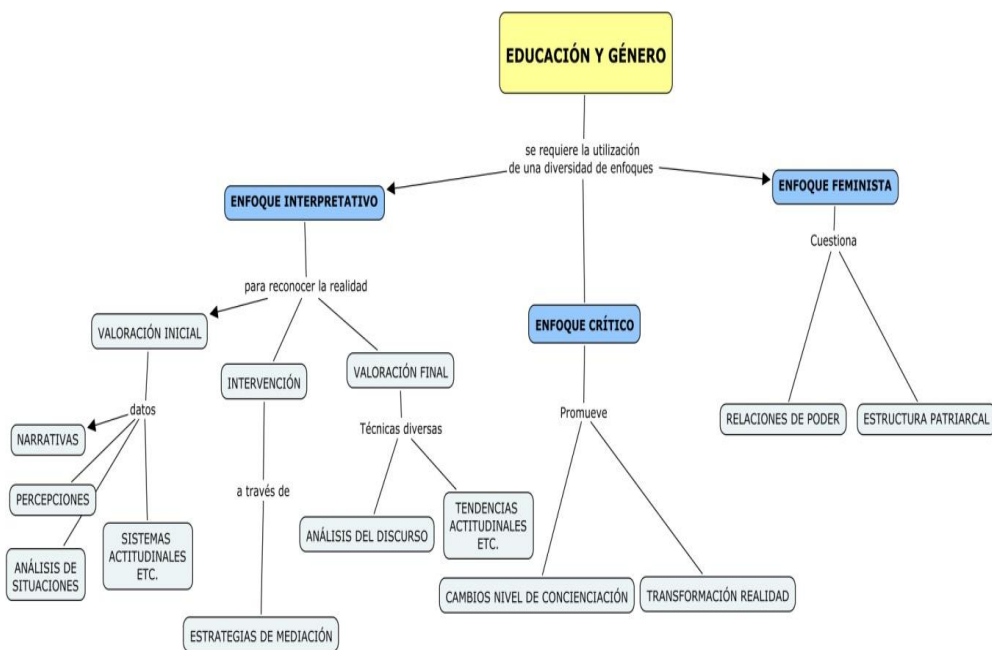 EDUCACIÓN Y GÉNERO
se requiere la utilización
de una diversidad de enfoques
ENFOQUE INTERPRETATIVO
para reconocer la realidad
VALORACIÓN INICIAL
datos
NARRATIVAS
PERCEPCIONES
ANÁLISIS DE
SITUACIONES
SISTEMAS
ACTITUDINALES
ETC.
INTERVENCIÓN
a través de
ESTRATEGIAS DE MEDIACIÓN
VALORACIÓN FINAL
Técnicas diversas
ANÁLISIS DEL DISCURSO
TENDENCIAS
ACTITUDINALES
ETC.
ENFOQUE CRÍTICO
Promueve
CAMBIOS NIVEL DE CONCIENCIACIÓN
TRANSFORMACIÓN REALIDAD
ENFOQUE FEMINISTA
Cuestiona
RELACIONES DE PODER
ESTRUCTURA PATRIARCAL